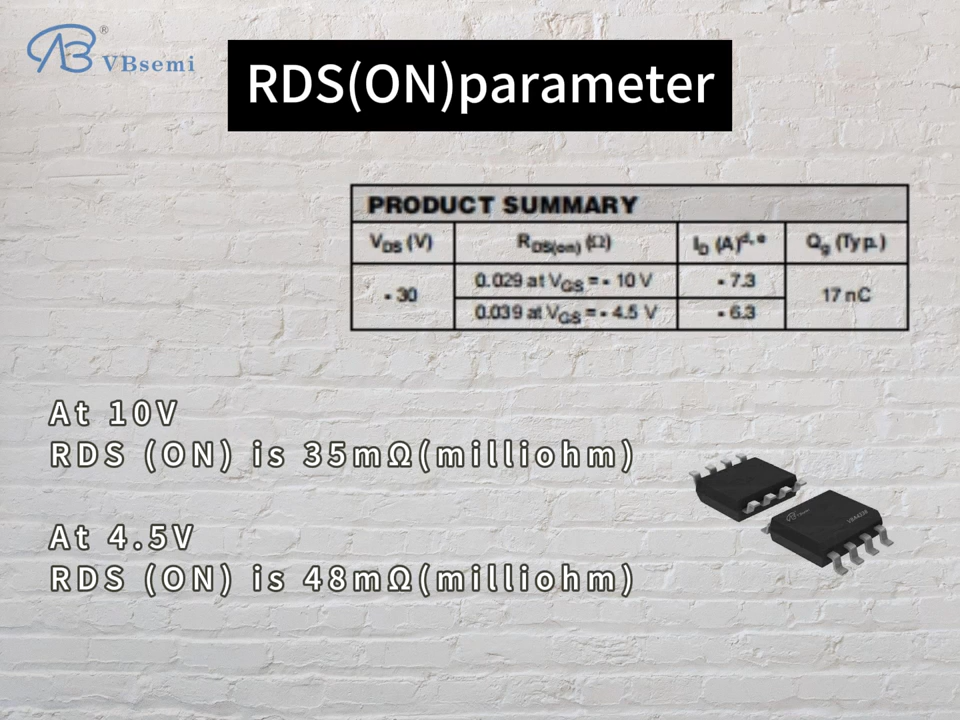 VBsemi®
RDS(ON)parameter
PRODUCT SUMMARY
VDS (V) RDS(on) (Ω) ID (A)d, e Qg (Typ.)
- 30 0.029 at VGS = - 10 V - 7.3 17 nC
0.039 at VGS = - 4.5 V - 6.3
At 10V
RDS (ON) is 35mΩ(milliohm)
At 4.5V
RDS (ON) is 48mΩ(milliohm)